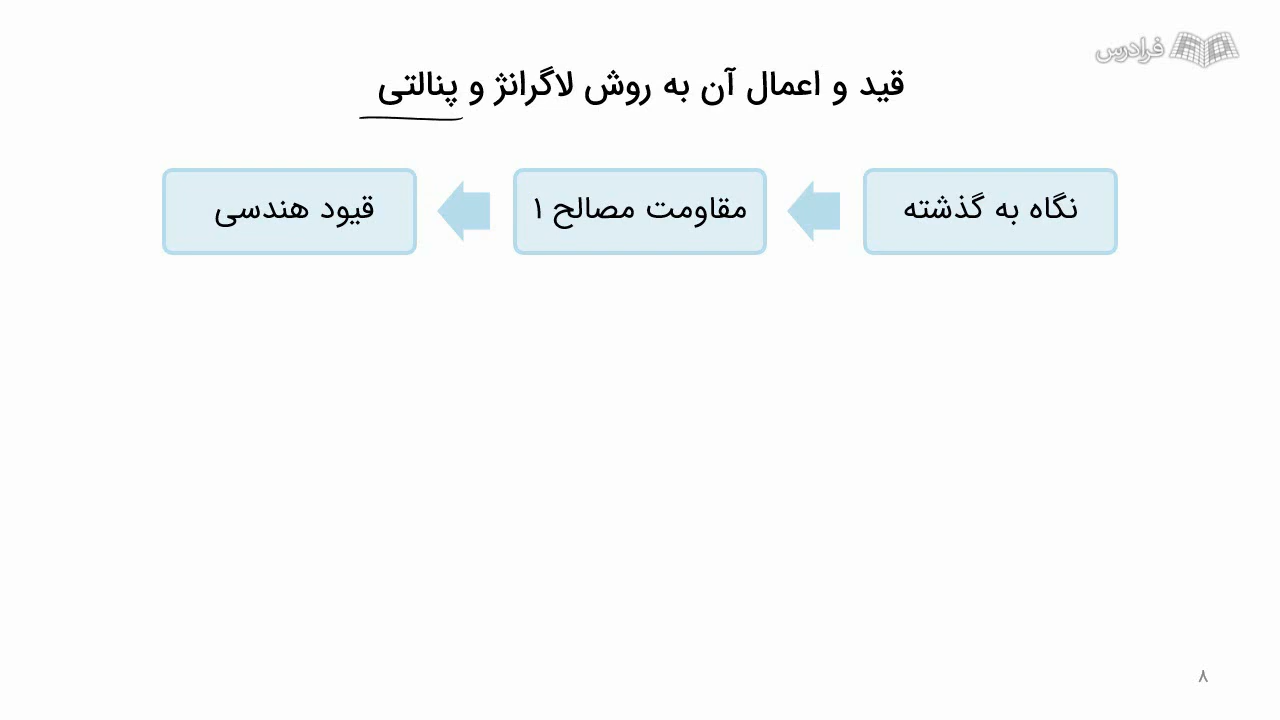 فرادرس
قید و اعمال آن به روش لاگرانژ و پنالتی
نگاه به گذشته
مقاومت مصالح ۱
قیود هندسی
۸